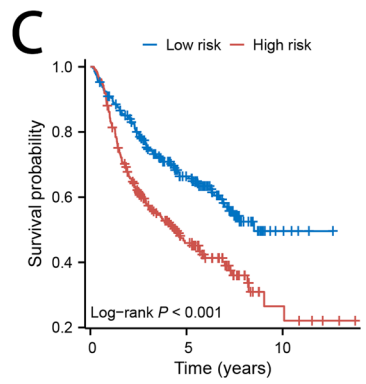 C
Low risk
High risk
Survival probability
1.0
0.8
0.6
0.4
0.2
Log−rank P < 0.001
0
5
10
Time (years)